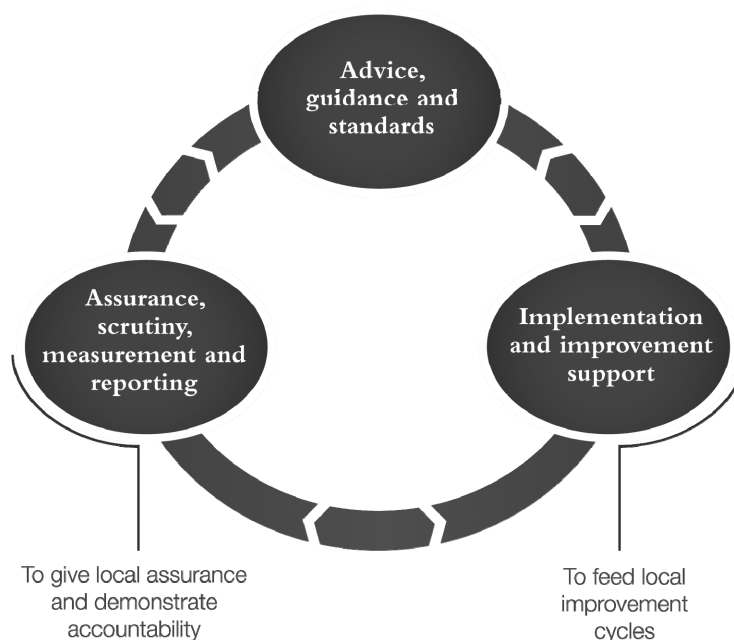 Advice,
guidance and
standards
Assurance,
scrutiny,
measurement and
reporting
Implementation
and improvement
support
To give local assurance
and demonstrate
accountability
To feed local
improvement
cycles